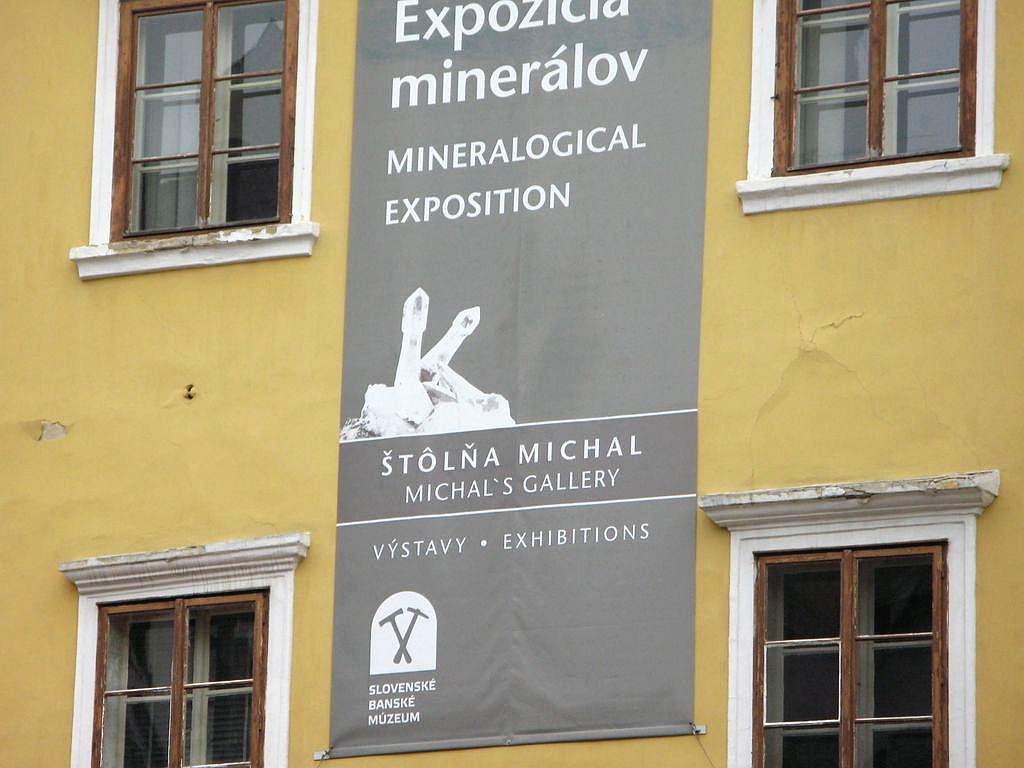 Expozícia
minerálov
MINERALOGICAL
EXPOSITION
ŠTÔLŇA MICHAL
MICHAL`S GALLERY
VÝSTAVY • EXHIBITIONS
SLOVENSKÉ
BANSKÉ
MÚZEUM